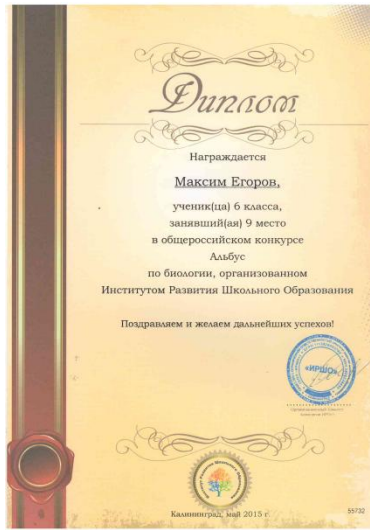 Диплом
Награждается
Максим Егоров,
ученик(ца) 6 класса,
занявший(ая) 9 место
в общероссийском конкурсе
Альбус
по биологии, организованном
Институтом Развития Школьного Образования
Поздравляем и желаем дальнейших успехов!
«ИРШО»
Калининград, май 2015 г.
55732